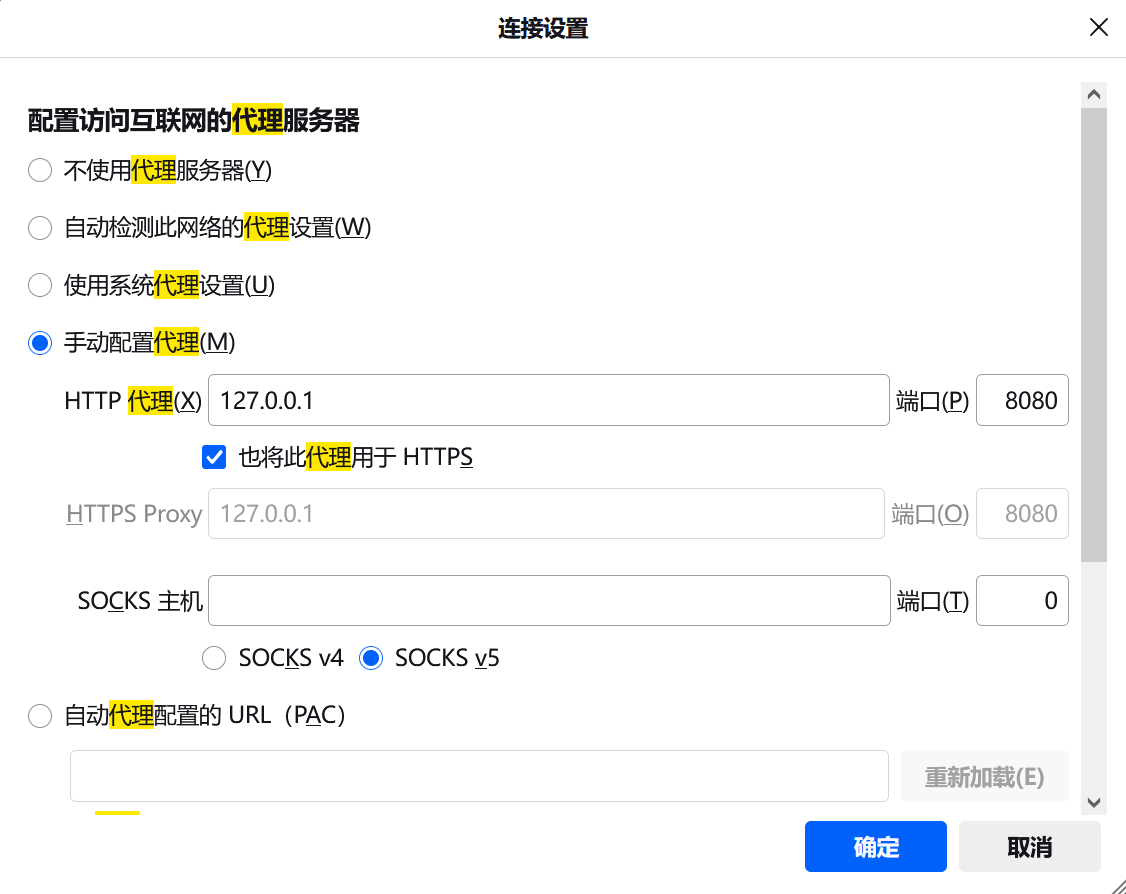 连接设置
配置访问互联网的代理服务器
不使用代理服务器(Y)
自动检测此网络的代理设置(W)
使用系统代理设置(U)
手动配置代理(M)
HTTP 代理(X) 127.0.0.1 端口(P) 8080
也将此代理用于 HTTPS
HTTPS Proxy 127.0.0.1 端口(O) 8080
SOCKS 主机 端口(T) 0
SOCKS v4 SOCKS v5
自动代理配置的 URL（PAC）
重新加载(E)
确定 取消